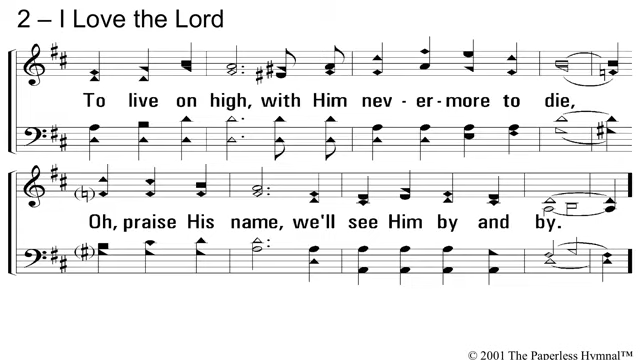 2 – I Love the Lord
To live on high, with Him nev - er - more to die,
Oh, praise His name, we'll see Him by and by.
© 2001 The Paperless Hymnal™